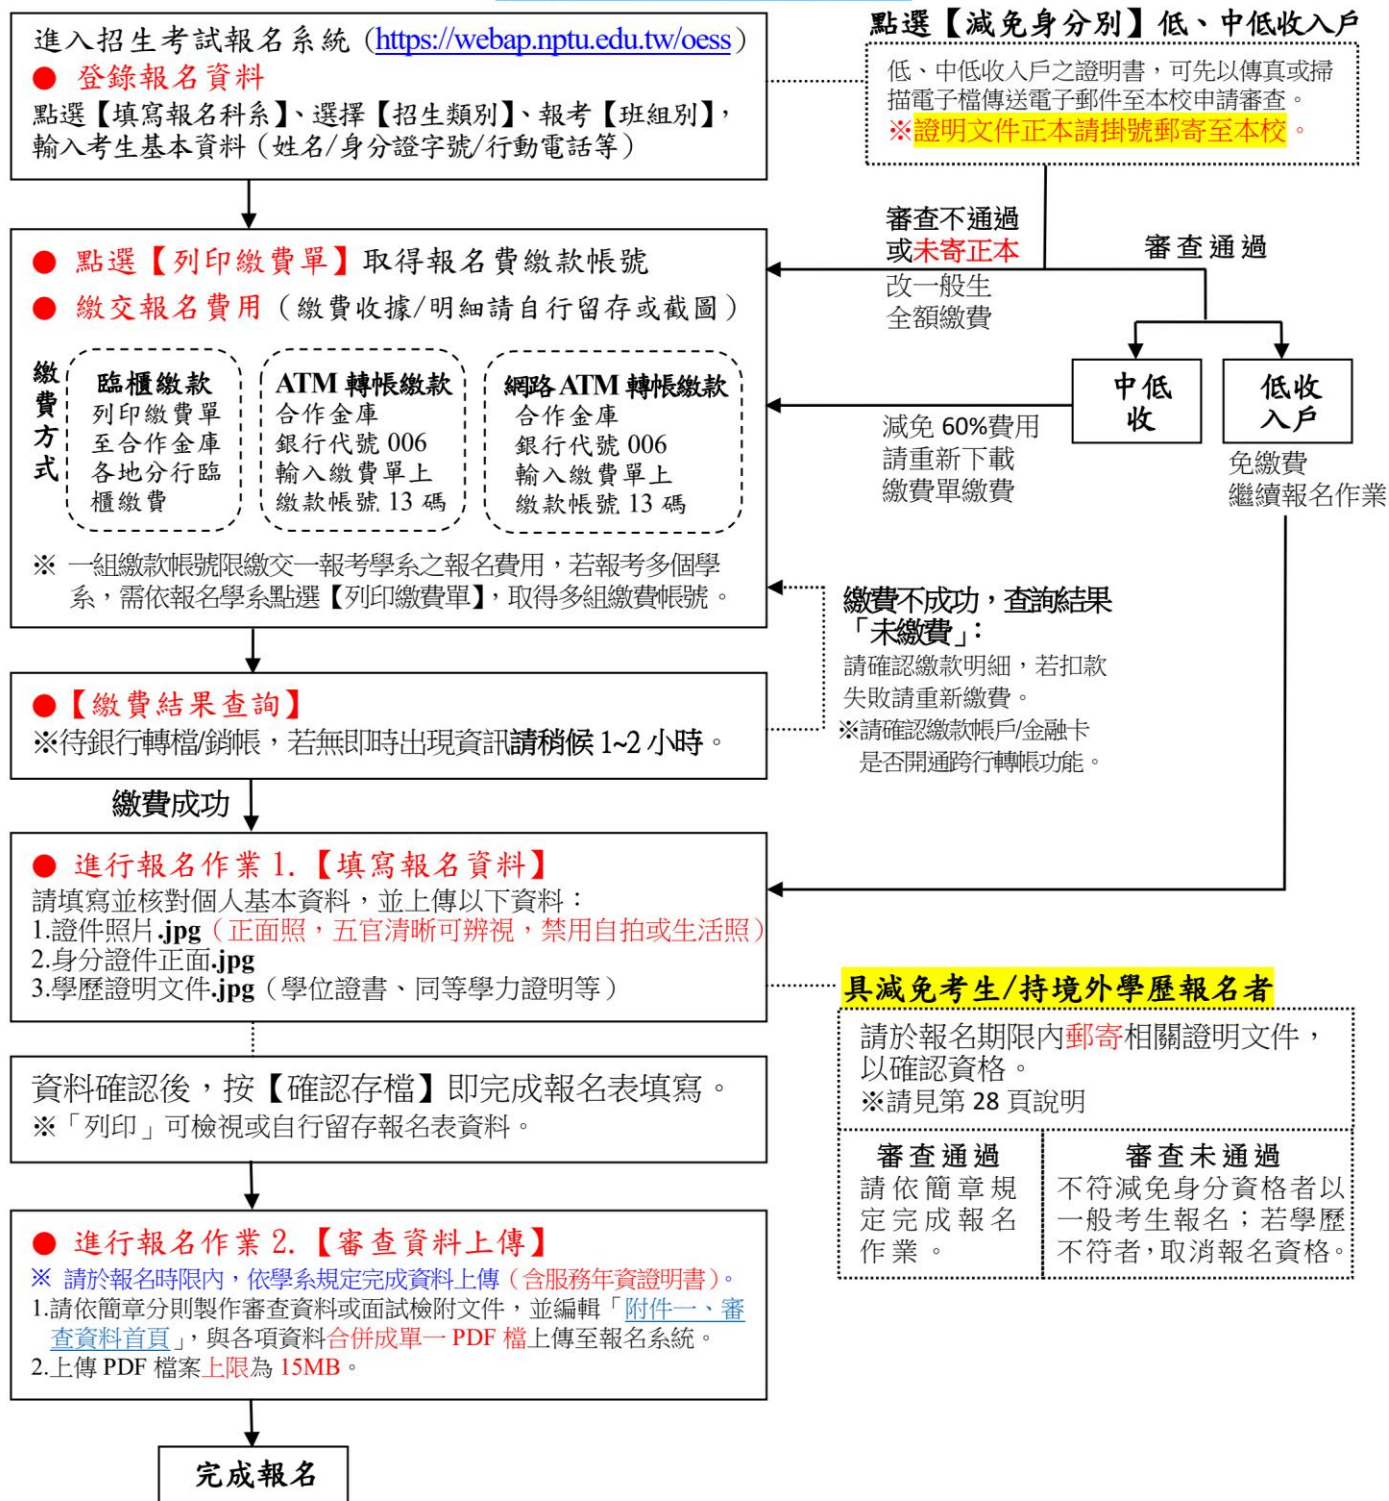 進入招生考試報名系統 (https://webap.nptu.edu.tw/oess)
● 登錄報名資料
點選【填寫報名科系】、選擇【招生類別】、報考【班組別】，
輸入考生基本資料（姓名/身分證字號/行動電話等）
點選【減免身分別】低、中低收入戶
低、中低收入戶之證明書，可先以傳真或掃
描電子檔傳送電子郵件至本校申請審查。
※證明文件正本請掛號郵寄至本校。
審查不通過
或未寄正本
改一般生
全額繳費
審查通過
中低
收
低收
入戶
減免 60%費用
請重新下載
繳費單繳費
免繳費
繼續報名作業
● 點選【列印繳費單】取得報名費繳款帳號
● 繳交報名費用（繳費收據/明細請自行留存或截圖）
繳費方式
臨櫃繳款
列印繳費單
至合作金庫
各地分行臨
櫃繳費
ATM 轉帳繳款
合作金庫
銀行代號 006
輸入繳費單上
繳款帳號 13 碼
網路 ATM 轉帳繳款
合作金庫
銀行代號 006
輸入繳費單上
繳款帳號 13 碼
※ 一組繳款帳號限繳交一報考學系之報名費用，若報考多個學
系，需依報名學系點選【列印繳費單】，取得多組繳費帳號。
繳費不成功，查詢結果
「未繳費」：
請確認繳款明細，若扣款
失敗請重新繳費。
※請確認繳款帳戶/金融卡
是否開通跨行轉帳功能。
●【繳費結果查詢】
※待銀行轉檔/銷帳，若無即時出現資訊請稍候 1~2 小時。
繳費成功
● 進行報名作業 1.【填寫報名資料】
請填寫並核對個人基本資料，並上傳以下資料：
1.證件照片.jpg（正面照，五官清晰可辨視，禁用自拍或生活照）
2.身分證件正面.jpg
3.學歷證明文件.jpg（學位證書、同等學力證明等）
具減免考生/持境外學歷報名者
請於報名期限內郵寄相關證明文件，
以確認資格。
※請見第 28 頁說明
審查通過
請依簡章規
定完成報名
作業。
審查未通過
不符減免身分資格者以
一般考生報名；若學歷
不符者，取消報名資格。
資料確認後，按【確認存檔】即完成報名表填寫。
※「列印」可檢視或自行留存報名表資料。
● 進行報名作業 2.【審查資料上傳】
※ 請於報名時限內，依學系規定完成資料上傳（含服務年資證明書）。
1.請依簡章分則製作審查資料或面試檢附文件，並編輯「附件一、審
查資料首頁」，與各項資料合併成單一 PDF 檔上傳至報名系統。
2.上傳 PDF 檔案上限為 15MB。
完成報名